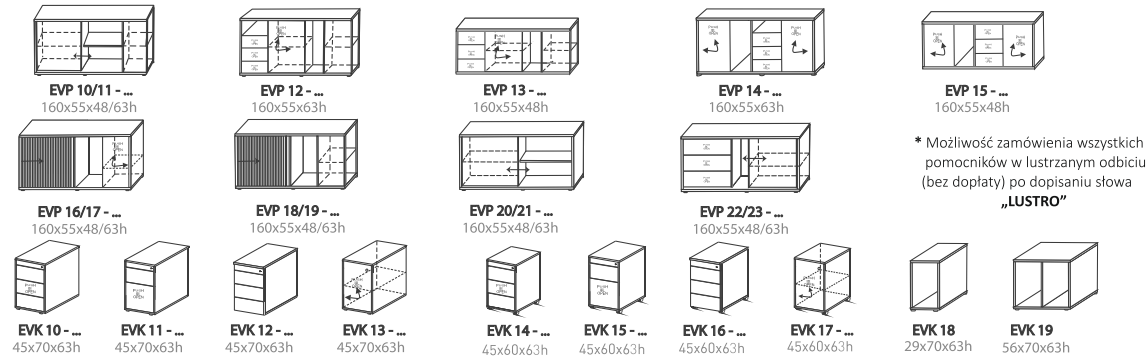 EVP 10/11 - ...
160x55x48/63h
EVP 12 - ...
160x55x63h
EVP 13 - ...
160x55x48h
EVP 14 - ...
160x55x63h
EVP 15 - ...
160x55x48h
EVP 16/17 - ...
160x55x48/63h
EVP 18/19 - ...
160x55x48/63h
EVP 20/21 - ...
160x55x48/63h
EVP 22/23 - ...
160x55x48/63h
* Możliwość zamówienia wszystkich
pomocników w lustrzanym odbiciu
(bez dopłaty) po dopisaniu słowa
„LUSTRO”
EVK 10 - ...
45x70x63h
EVK 11 - ...
45x70x63h
EVK 12 - ...
45x70x63h
EVK 13 - ...
45x70x63h
EVK 14 - ...
45x60x63h
EVK 15 - ...
45x60x63h
EVK 16 - ...
45x60x63h
EVK 17 - ...
45x60x63h
EVK 18
29x70x63h
EVK 19
56x70x63h